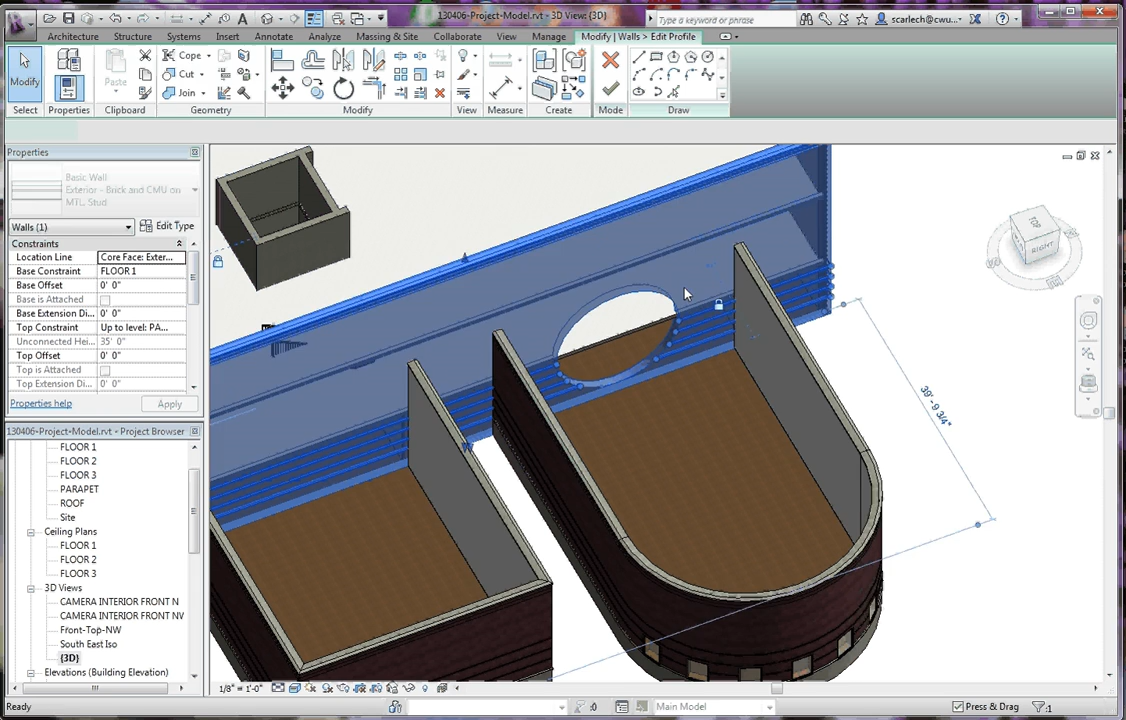 130406-Project-Model.rvt - 3D View: {3D}
Type a keyword or phrase
scarlech@cwu...
Architecture Structure Systems Insert Annotate Analyze Massing & Site Collaborate View Manage Modify | Walls > Edit Profile
Modify
Paste
Cope
Cut
Join
Select Properties Clipboard Geometry Modify View Measure Create Mode Draw
Properties
Basic Wall
Exterior - Brick and CMU on
MTL. Stud
Walls (1)
Edit Type
Constraints
Location Line Core Face: Exter...
Base Constraint FLOOR 1
Base Offset 0' 0"
Base is Attached
Base Extension Di... 0' 0"
Top Constraint Up to level: PA...
Unconnected Hei... 35' 0"
Top Offset 0' 0"
Top is Attached
Top Extension Di... 0' 0"
Properties help
Apply
130406-Project-Model.rvt - Project Browser
FLOOR 1
FLOOR 2
FLOOR 3
PARAPET
ROOF
Site
Ceiling Plans
FLOOR 1
FLOOR 2
FLOOR 3
3D Views
CAMERA INTERIOR FRONT N
CAMERA INTERIOR FRONT NV
Front-Top-NW
South East Iso
{3D}
Elevations (Building Elevation)
TOP
RIGHT
39' - 9 3/4"
1/8" = 1'-0"
Ready
:0
Main Model
Press & Drag
:1